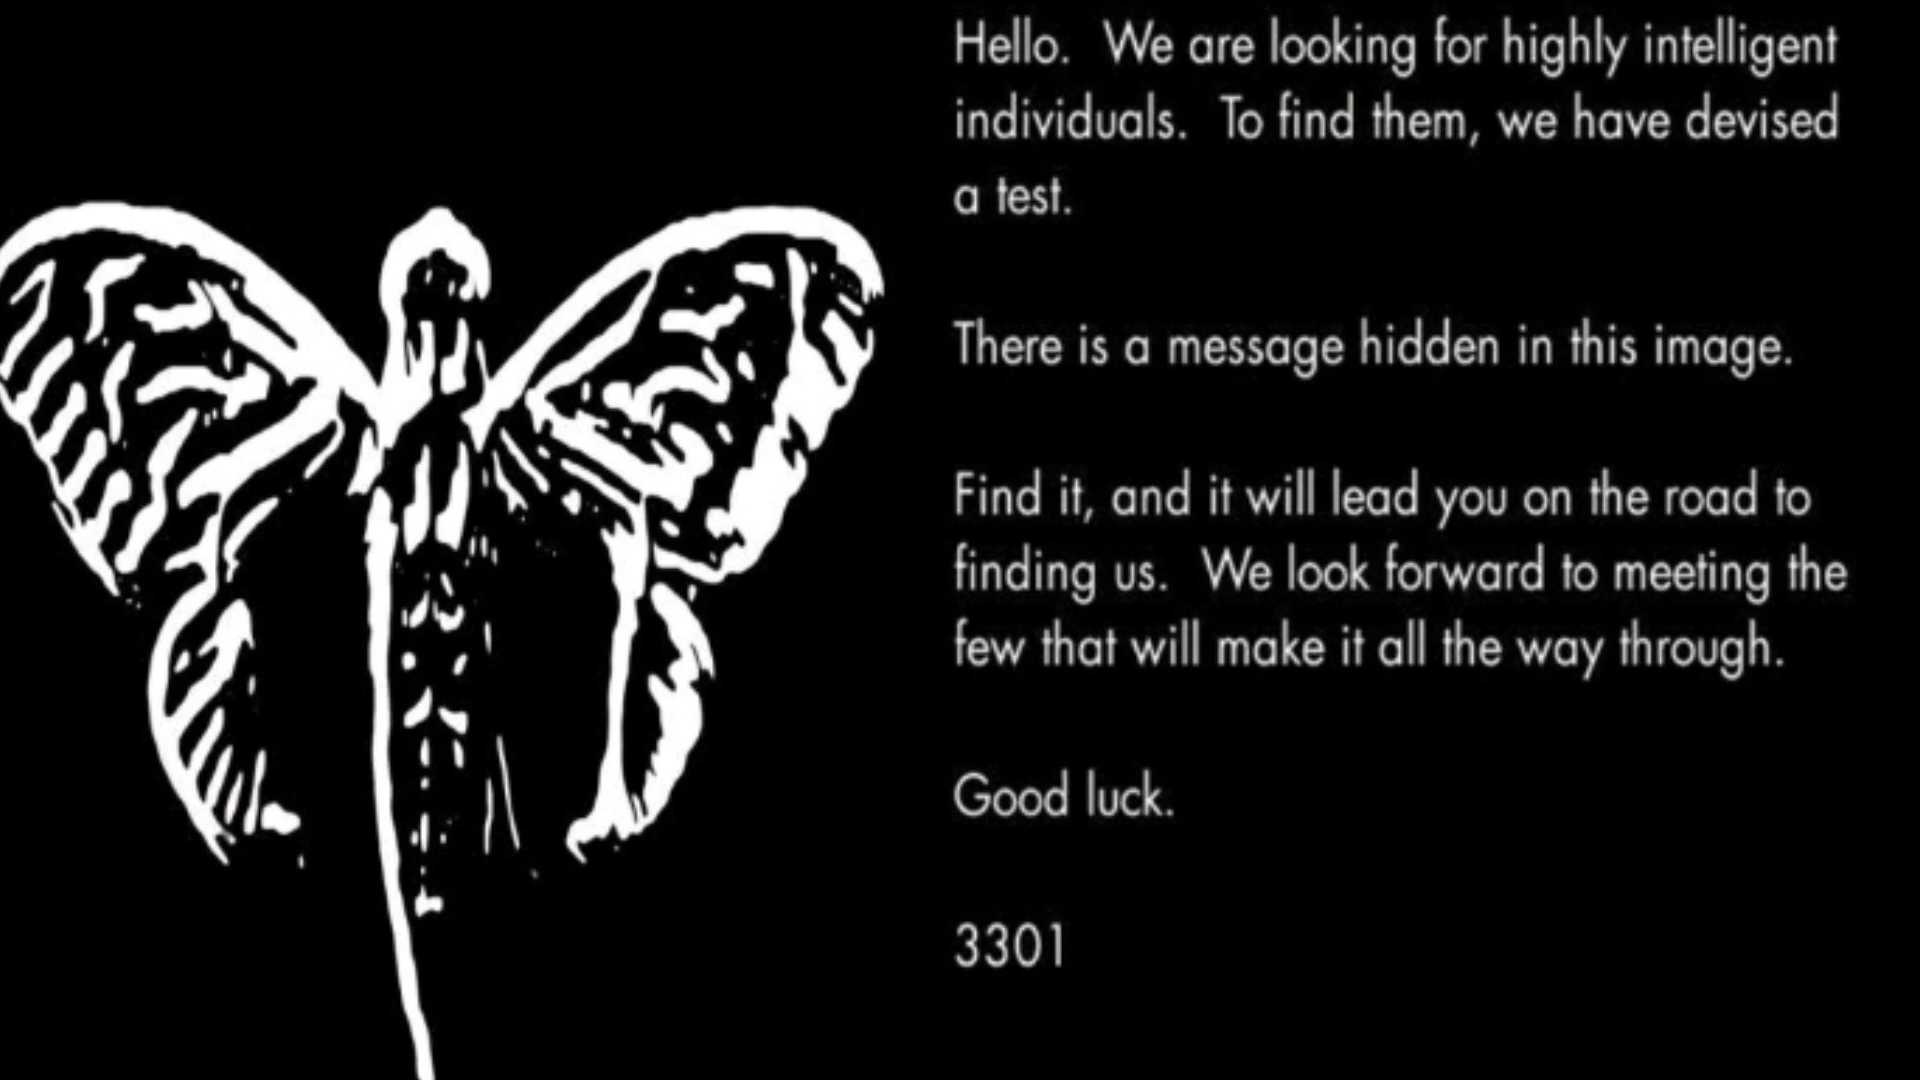 Hello.  We are looking for highly intelligent
individuals.  To find them, we have devised
a test.
There is a message hidden in this image.
Find it, and it will lead you on the road to
finding us.  We look forward to meeting the
few that will make it all the way through.
Good luck.
3301